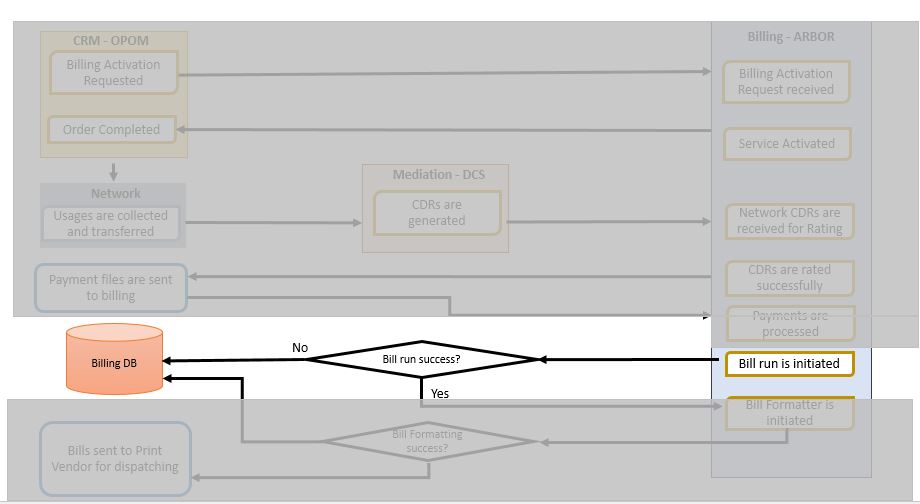 CRM - OPOM
Billing - ARBOR
Billing Activation
Requested
Billing Activation
Request received
Order Completed
Service Activated
Network
Mediation - DCS
Usages are collected
and transferred
CDRs are
generated
Network CDRs are
received for Rating
Payment files are sent
to billing
CDRs are rated
successfully
Payments are
processed
No
Billing DB
Bill run success?
Bill run is initiated
Yes
Bill Formatter is
initiated
Bill Formatting
success?
Bills sent to Print
Vendor for dispatching